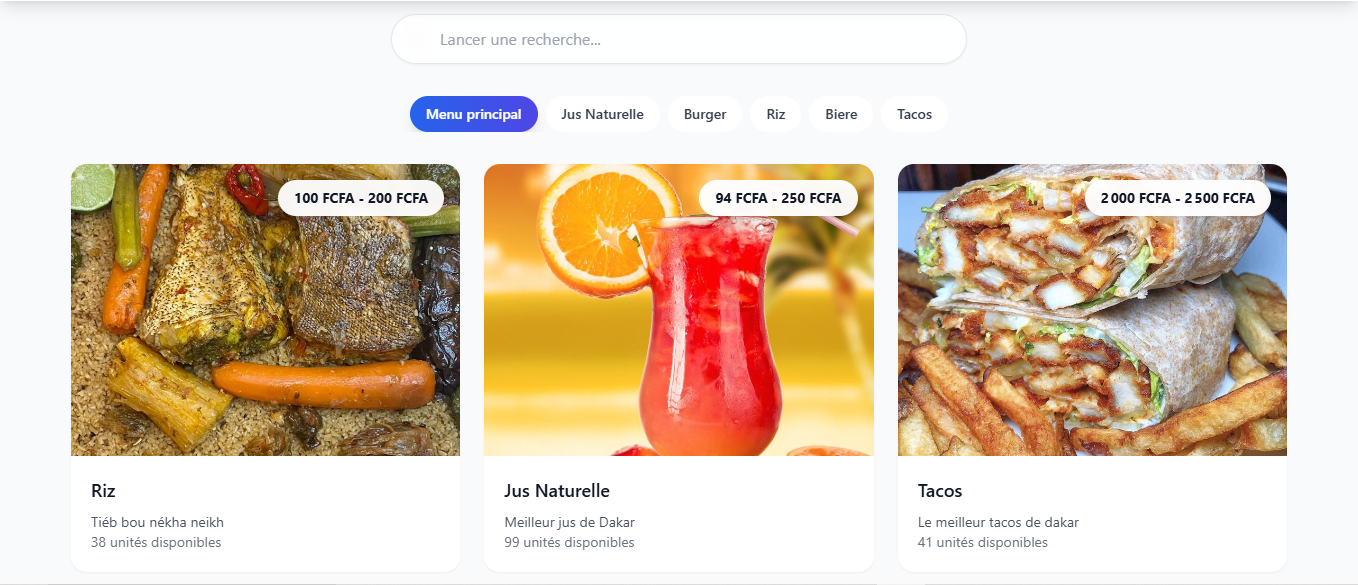 Lancer une recherche...
Menu principal
Jus Naturelle
Burger
Riz
Biere
Tacos
100 FCFA - 200 FCFA
94 FCFA - 250 FCFA
2 000 FCFA - 2 500 FCFA
Riz
Tiéb bou nékha neikh
38 unités disponibles
Jus Naturelle
Meilleur jus de Dakar
99 unités disponibles
Tacos
Le meilleur tacos de dakar
41 unités disponibles